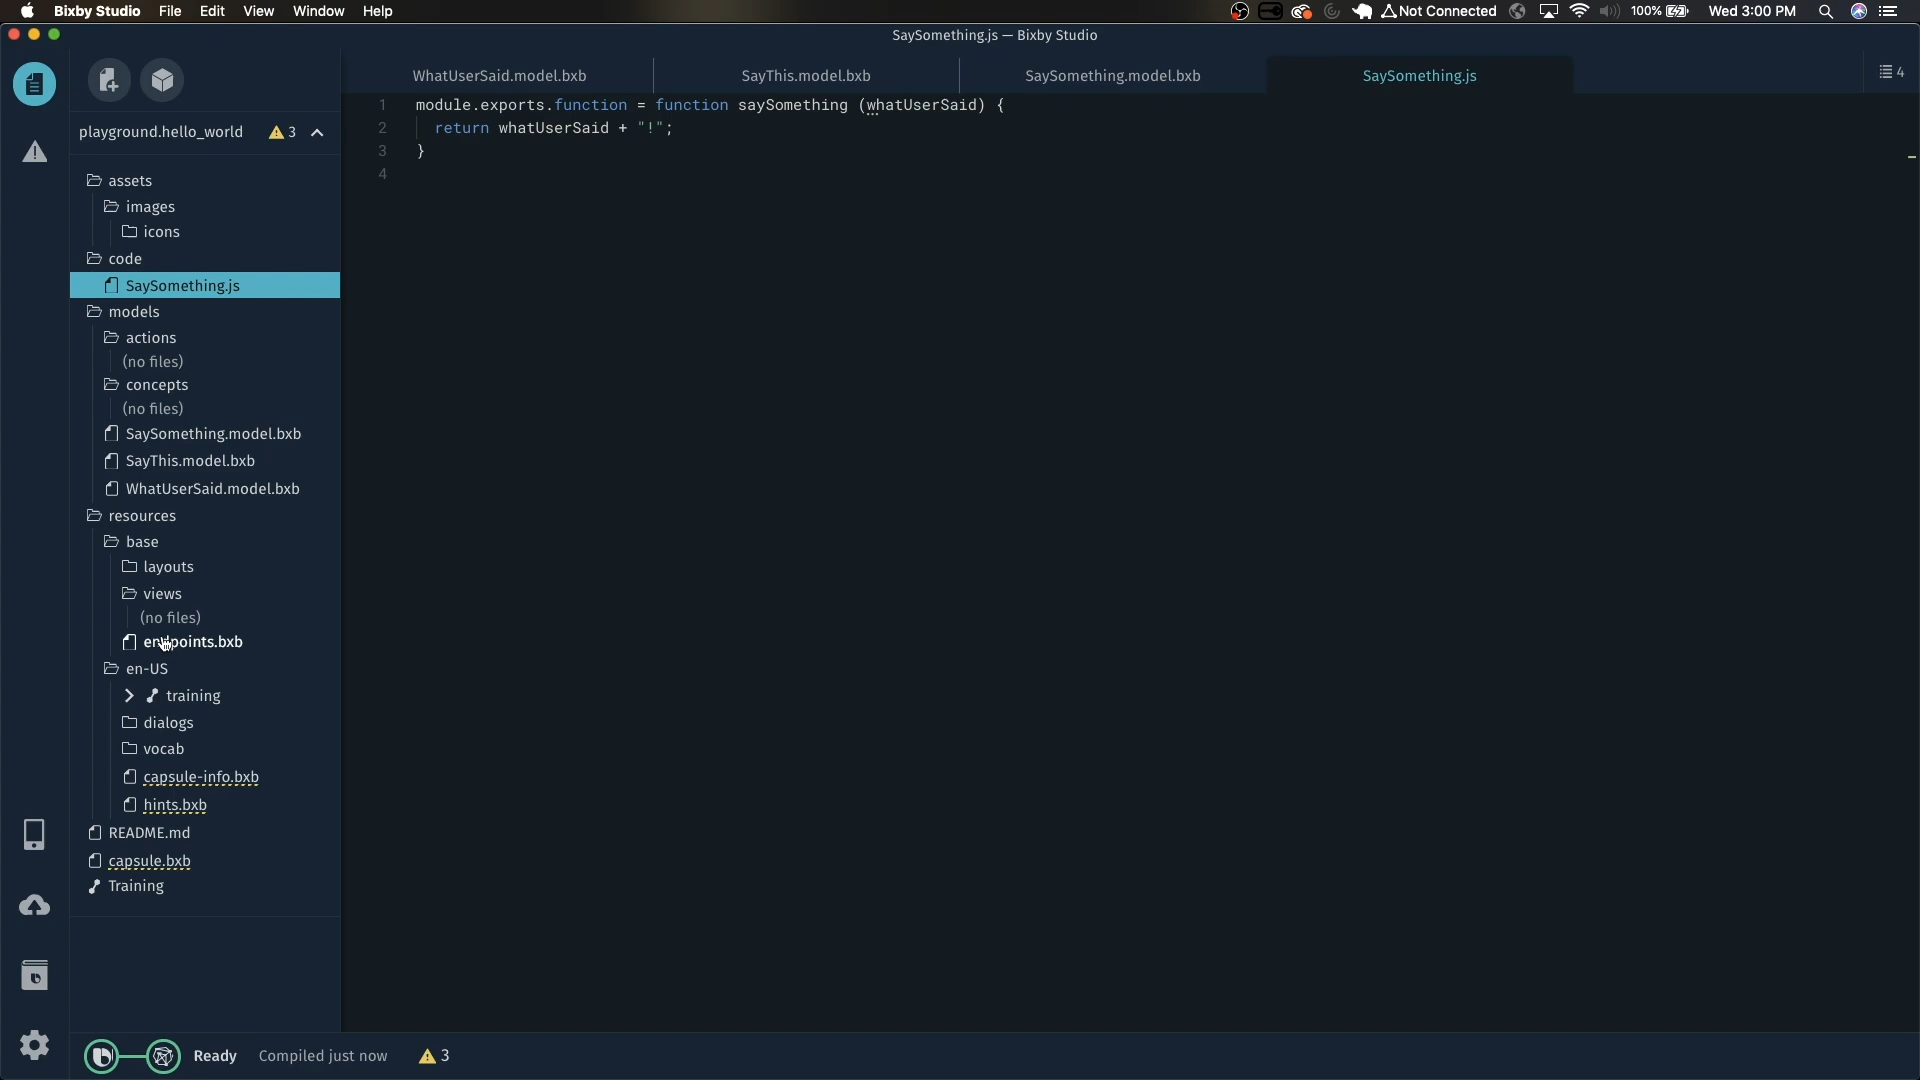 Bixby Studio File Edit View Window Help
Not Connected 100% Wed 3:00 PM
SaySomething.js — Bixby Studio
WhatUserSaid.model.bxb SayThis.model.bxb SaySomething.model.bxb SaySomething.js 4
playground.hello_world 3
assets
images
icons
code
SaySomething.js
models
actions
(no files)
concepts
(no files)
SaySomething.model.bxb
SayThis.model.bxb
WhatUserSaid.model.bxb
resources
base
layouts
views
(no files)
endpoints.bxb
en-US
training
dialogs
vocab
capsule-info.bxb
hints.bxb
README.md
capsule.bxb
Training
1 module.exports.function = function saySomething (whatUserSaid) {
2 return whatUserSaid + "!";
3 }
4
Ready Compiled just now 3